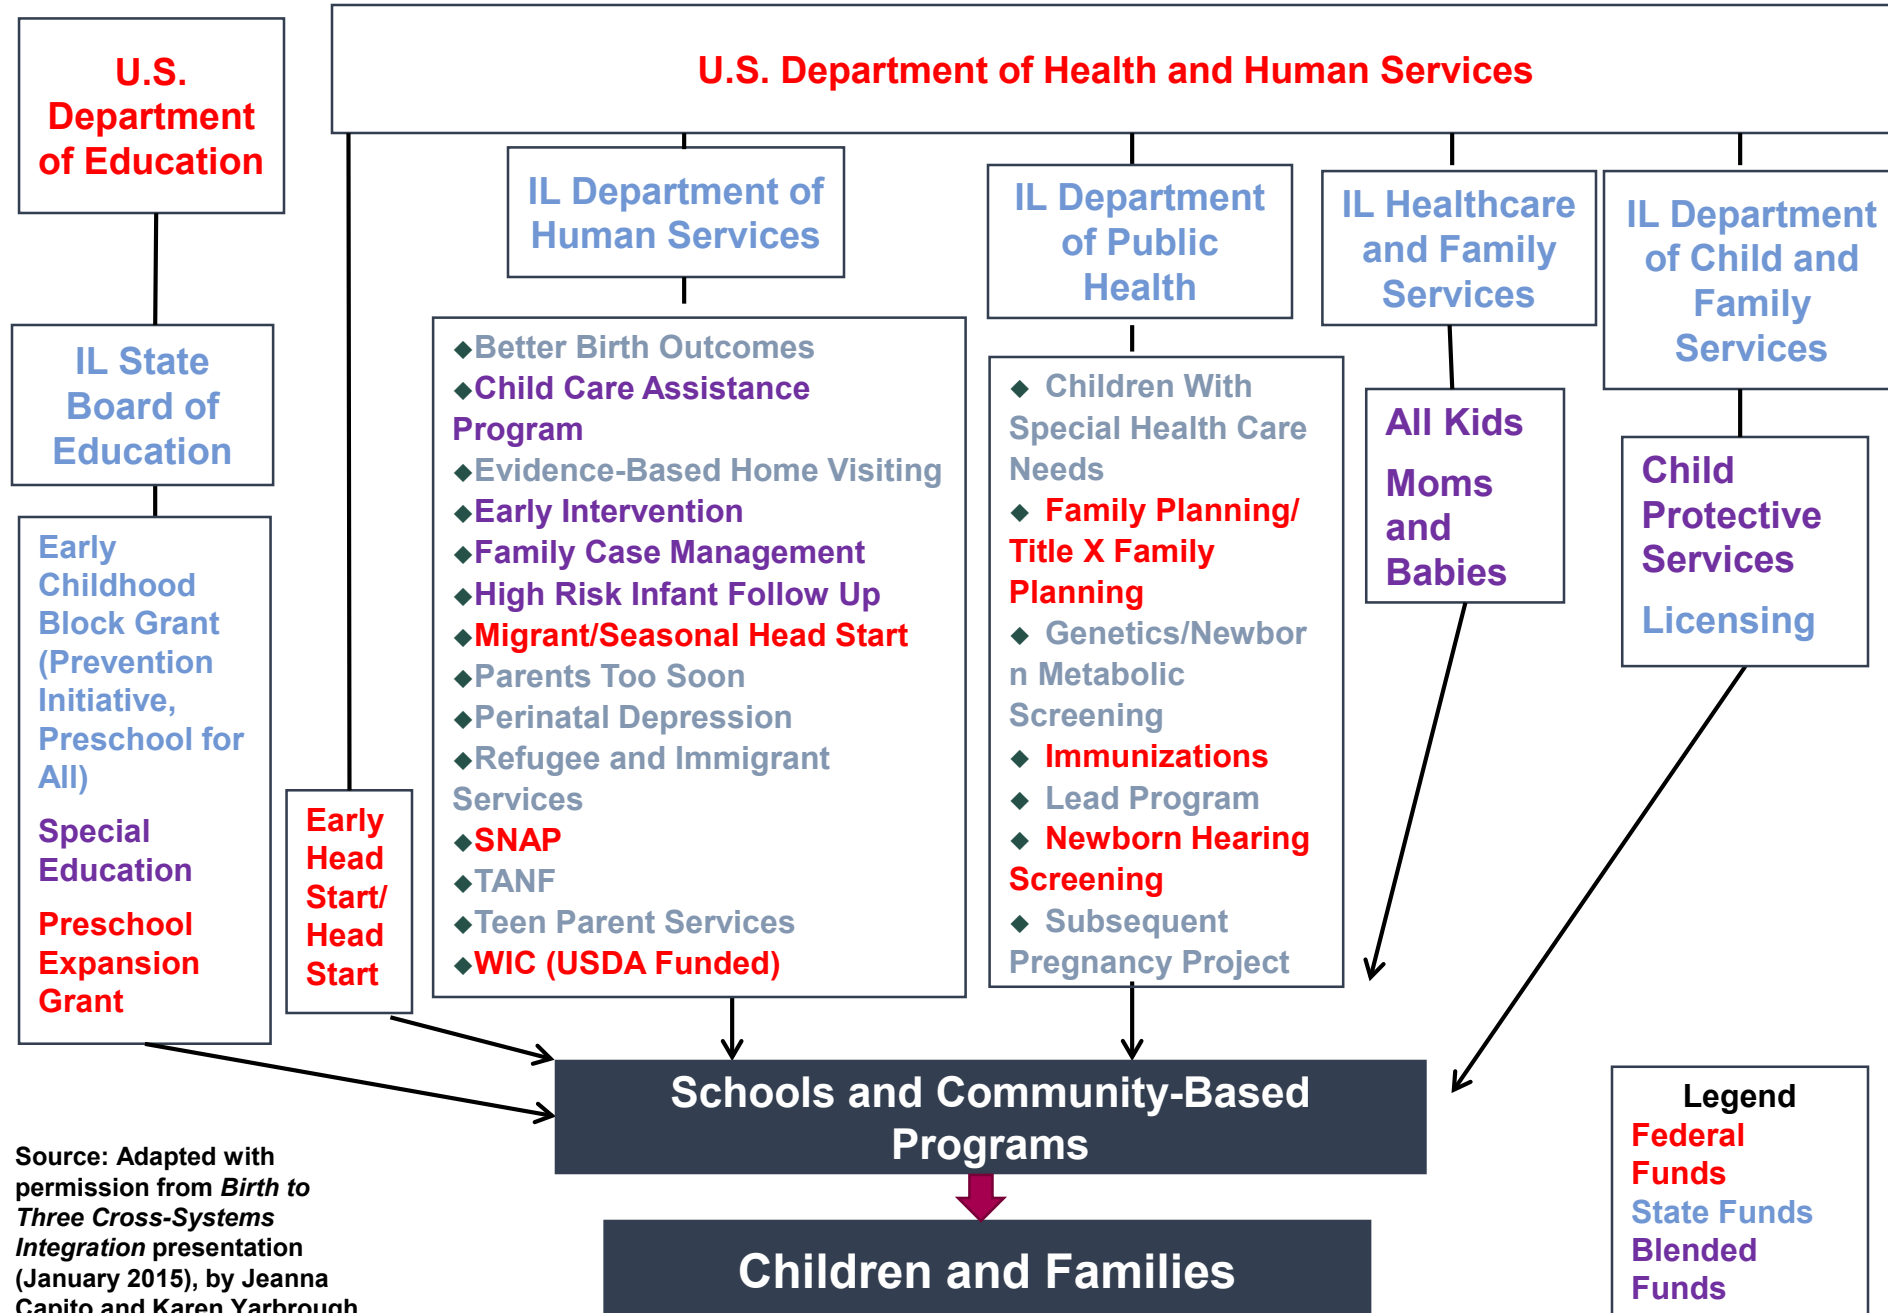 U.S.
Department
of Education
U.S. Department of Health and Human Services
IL State
Board of
Education
IL Department of
Human Services
IL Department
of Public
Health
IL Healthcare
and Family
Services
IL Department
of Child and
Family
Services
Early
Childhood
Block Grant
(Prevention
Initiative,
Preschool for
All)
Special
Education
Preschool
Expansion
Grant
Early
Head
Start/
Head
Start
◆Better Birth Outcomes
◆Child Care Assistance
Program
◆Evidence-Based Home Visiting
◆Early Intervention
◆Family Case Management
◆High Risk Infant Follow Up
◆Migrant/Seasonal Head Start
◆Parents Too Soon
◆Perinatal Depression
◆Refugee and Immigrant
Services
◆SNAP
◆TANF
◆Teen Parent Services
◆WIC (USDA Funded)
◆ Children With
Special Health Care
Needs
◆ Family Planning/
Title X Family
Planning
◆ Genetics/Newbor
n Metabolic
Screening
◆ Immunizations
◆ Lead Program
◆ Newborn Hearing
Screening
◆ Subsequent
Pregnancy Project
All Kids
Moms
and
Babies
Child
Protective
Services
Licensing
Schools and Community-Based
Programs
Children and Families
Source: Adapted with
permission from Birth to
Three Cross-Systems
Integration presentation
(January 2015), by Jeanna
Capito and Karen Yarbrough
Legend
Federal
Funds
State Funds
Blended
Funds